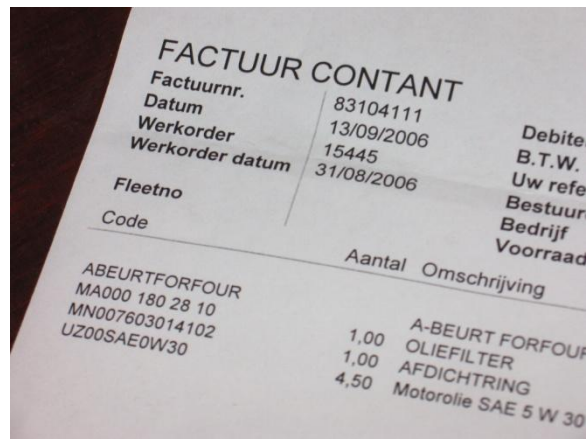 FACTUUR CONTANT
Factuurnr. 83104111
Datum 13/09/2006 Debite
Werkorder 15445 B.T.W.
Werkorder datum 31/08/2006 Uw refe
Bestuur
Fleetno Bedrijf
Voorraad
Code Aantal Omschrijving
ABEURTFORFOUR A-BEURT FORFOUR
MA000 180 28 10 1,00 OLIEFILTER
MN007603014102 1,00 AFDICHTRING
UZ00SAE0W30 4,50 Motorolie SAE 5 W 30